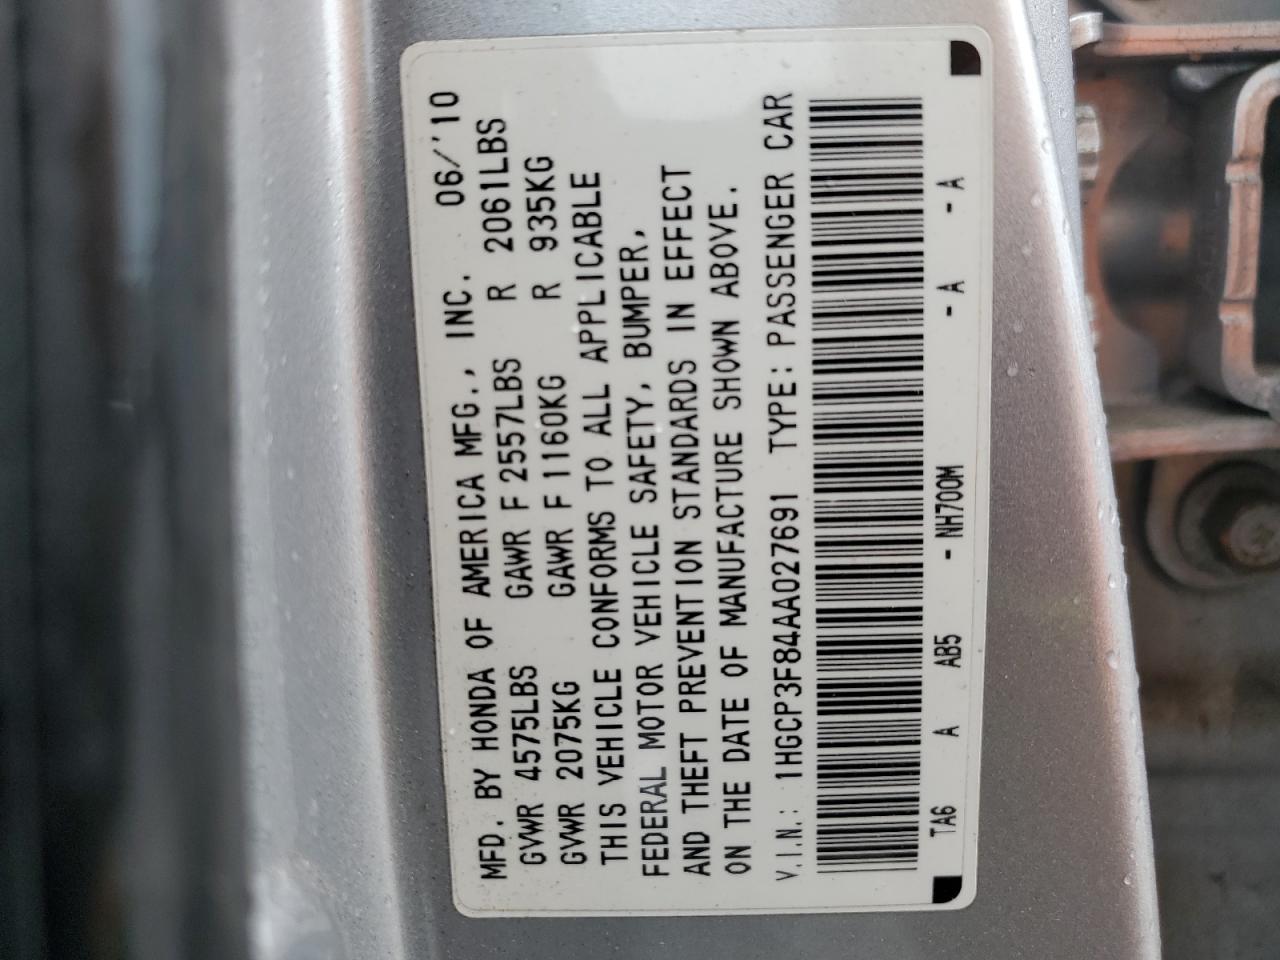 MFD. BY HONDA OF AMERICA MFG., INC. 06/'10
GVWR 4575LBS GAWR F 2557LBS R 2061LBS
GVWR 2075KG GAWR F 1160KG R 935KG
THIS VEHICLE CONFORMS TO ALL APPLICABLE
FEDERAL MOTOR VEHICLE SAFETY, BUMPER,
AND THEFT PREVENTION STANDARDS IN EFFECT
ON THE DATE OF MANUFACTURE SHOWN ABOVE.
V.I.N.: 1HGCP3F84AA027691 TYPE: PASSENGER CAR
TA6 A AB5 - NH700M - A - A